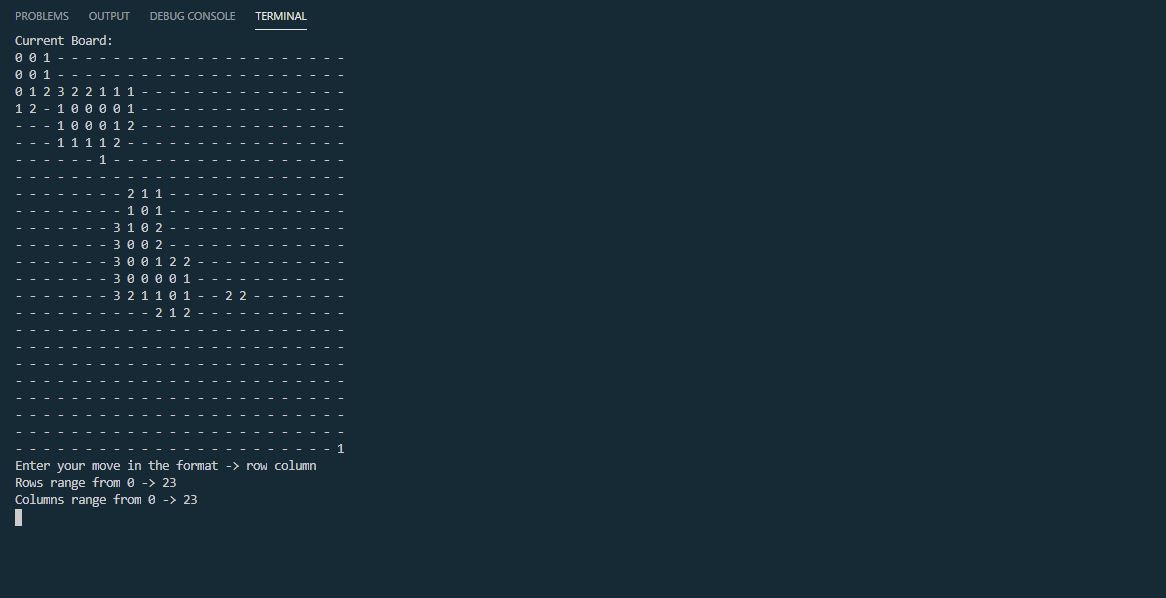 PROBLEMS OUTPUT DEBUG CONSOLE TERMINAL
Current Board:
0 0 1 - - - - - - - - - - - - - - - - - - - - -
0 0 1 - - - - - - - - - - - - - - - - - - - - -
0 1 2 3 2 2 1 1 1 - - - - - - - - - - - - - - -
1 2 - 1 0 0 0 0 1 - - - - - - - - - - - - - - -
- - - 1 0 0 0 1 2 - - - - - - - - - - - - - - -
- - - 1 1 1 1 2 - - - - - - - - - - - - - - - -
- - - - - - 1 - - - - - - - - - - - - - - - - -
- - - - - - - - - - - - - - - - - - - - - - - -
- - - - - - - - 2 1 1 - - - - - - - - - - - - -
- - - - - - - - 1 0 1 - - - - - - - - - - - - -
- - - - - - - 3 1 0 2 - - - - - - - - - - - - -
- - - - - - - 3 0 0 2 - - - - - - - - - - - - -
- - - - - - - 3 0 0 1 2 2 - - - - - - - - - - -
- - - - - - - 3 0 0 0 0 1 - - - - - - - - - - -
- - - - - - - 3 2 1 1 0 1 - - 2 2 - - - - - - -
- - - - - - - - - - 2 1 2 - - - - - - - - - - -
- - - - - - - - - - - - - - - - - - - - - - - -
- - - - - - - - - - - - - - - - - - - - - - - -
- - - - - - - - - - - - - - - - - - - - - - - -
- - - - - - - - - - - - - - - - - - - - - - - -
- - - - - - - - - - - - - - - - - - - - - - - -
- - - - - - - - - - - - - - - - - - - - - - - -
- - - - - - - - - - - - - - - - - - - - - - - -
- - - - - - - - - - - - - - - - - - - - - - - 1
Enter your move in the format -> row column
Rows range from 0 -> 23
Columns range from 0 -> 23